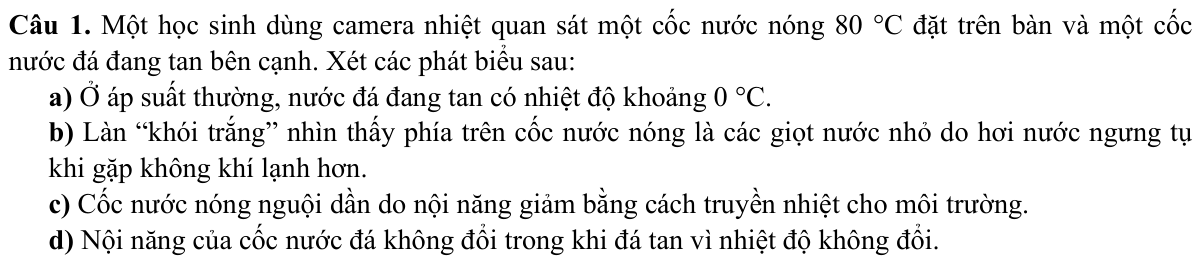 Câu 1. Một học sinh dùng camera nhiệt quan sát một cốc nước nóng 80 °C đặt trên bàn và một cốc
nước đá đang tan bên cạnh. Xét các phát biểu sau:
a) Ở áp suất thường, nước đá đang tan có nhiệt độ khoảng 0 °C.
b) Làn “khói trắng” nhìn thấy phía trên cốc nước nóng là các giọt nước nhỏ do hơi nước ngưng tụ
khi gặp không khí lạnh hơn.
c) Cốc nước nóng nguội dần do nội năng giảm bằng cách truyền nhiệt cho môi trường.
d) Nội năng của cốc nước đá không đổi trong khi đá tan vì nhiệt độ không đổi.